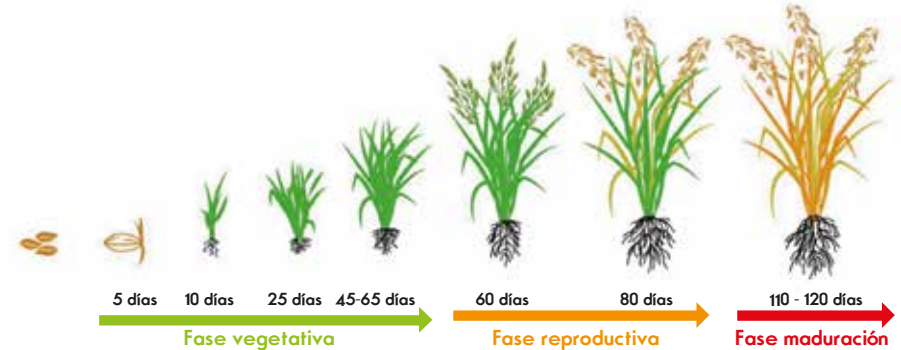 5 días 10 días 25 días 45-65 días 60 días 80 días 110 - 120 días
Fase vegetativa Fase reproductiva Fase maduración